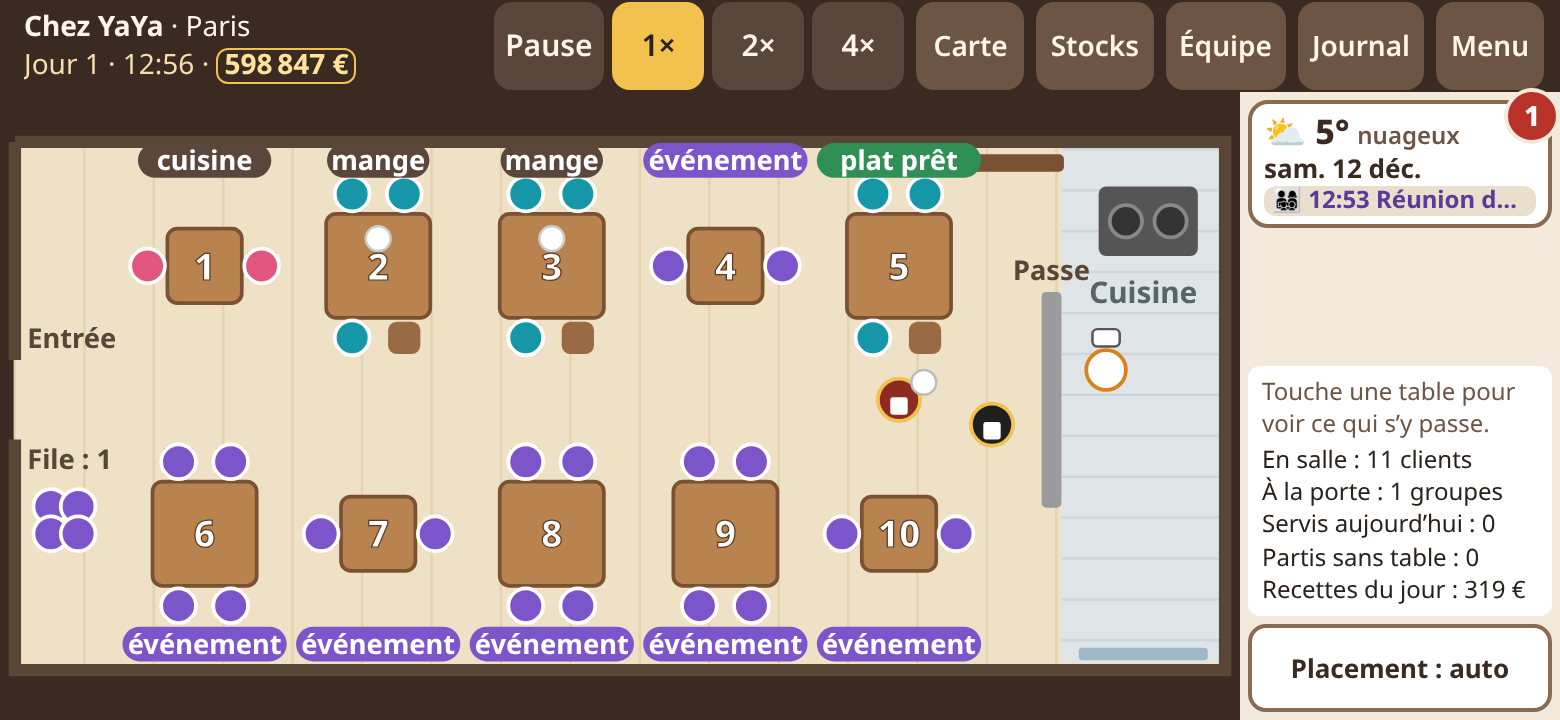 Chez YaYa · Paris
Jour 1 · 12:56 · 598 847 €
Pause
1×
2×
4×
Carte
Stocks
Équipe
Journal
Menu
1
5° nuageux
sam. 12 déc.
12:53 Réunion d...
cuisine
mange
mange
événement
plat prêt
1
2
3
4
5
Passe
Cuisine
Entrée
File : 1
6
7
8
9
10
événement
événement
événement
événement
événement
Touche une table pour
voir ce qui s’y passe.
En salle : 11 clients
À la porte : 1 groupes
Servis aujourd’hui : 0
Partis sans table : 0
Recettes du jour : 319 €
Placement : auto